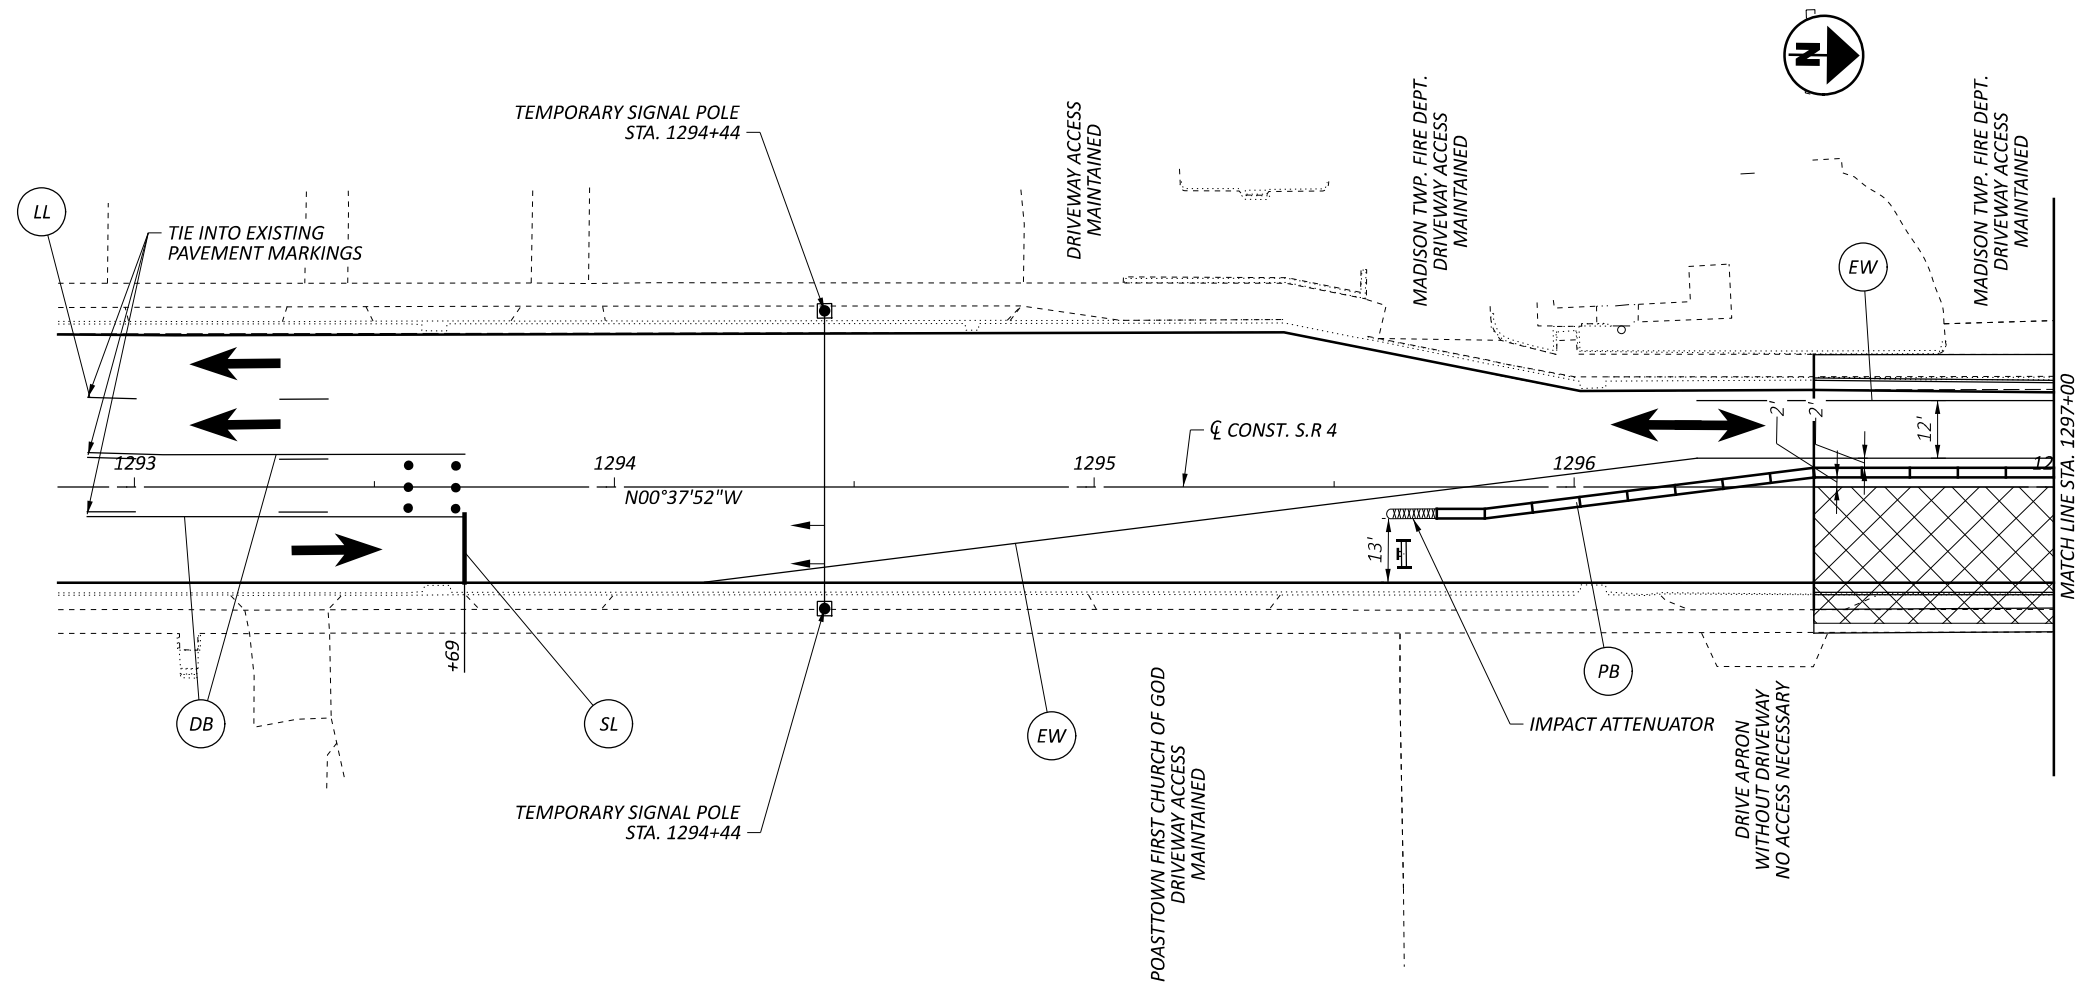 N
TEMPORARY SIGNAL POLE
STA. 1294+44
DRIVEWAY ACCESS
MAINTAINED
MADISON TWP. FIRE DEPT.
DRIVEWAY ACCESS
MAINTAINED
MADISON TWP. FIRE DEPT.
DRIVEWAY ACCESS
MAINTAINED
LL
TIE INTO EXISTING
PAVEMENT MARKINGS
EW
2'
2'
12'
℄ CONST. S.R 4
1293
1294
1295
1296
12
N00°37'52"W
MATCH LINE STA. 1297+00
13'
+69
DB
SL
EW
PB
IMPACT ATTENUATOR
TEMPORARY SIGNAL POLE
STA. 1294+44
POASTTOWN FIRST CHURCH OF GOD
DRIVEWAY ACCESS
MAINTAINED
DRIVE APRON
WITHOUT DRIVEWAY
NO ACCESS NECESSARY